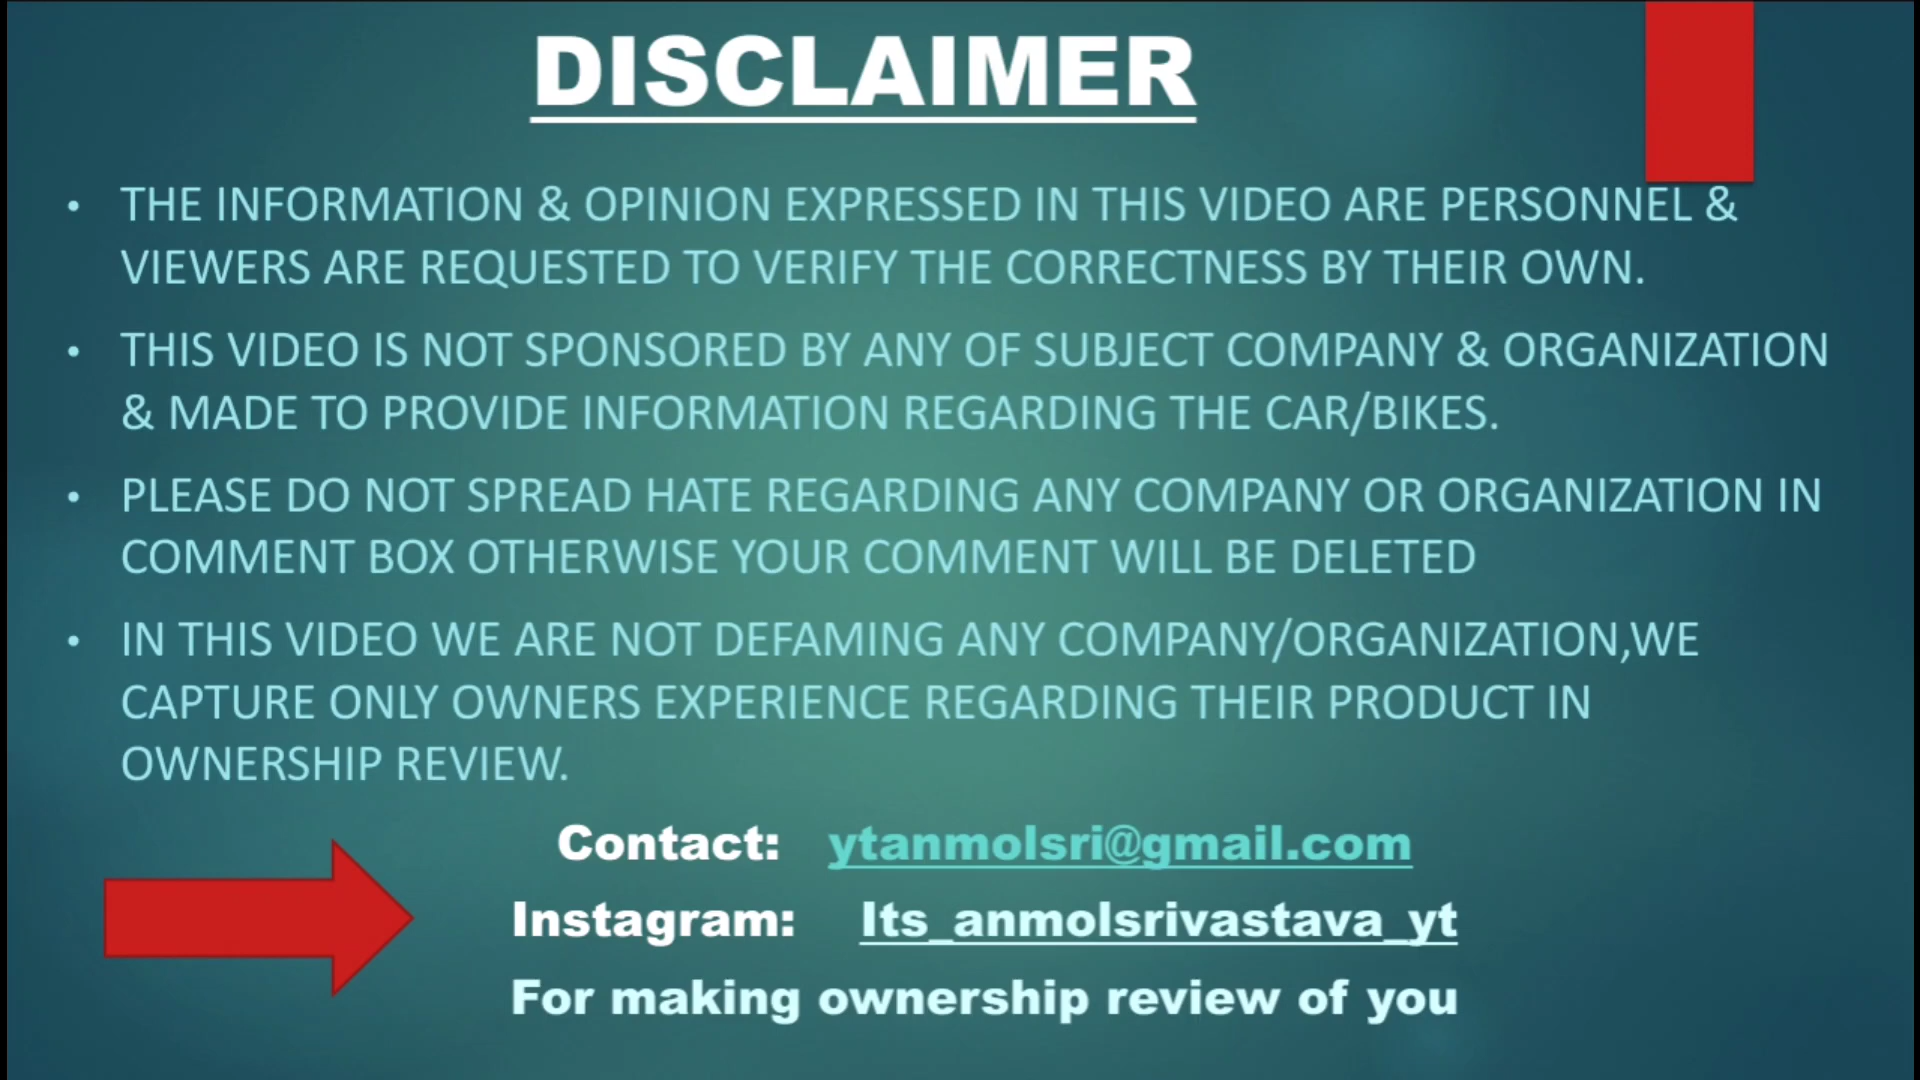 DISCLAIMER
• THE INFORMATION & OPINION EXPRESSED IN THIS VIDEO ARE PERSONNEL &
VIEWERS ARE REQUESTED TO VERIFY THE CORRECTNESS BY THEIR OWN.
• THIS VIDEO IS NOT SPONSORED BY ANY OF SUBJECT COMPANY & ORGANIZATION
& MADE TO PROVIDE INFORMATION REGARDING THE CAR/BIKES.
• PLEASE DO NOT SPREAD HATE REGARDING ANY COMPANY OR ORGANIZATION IN
COMMENT BOX OTHERWISE YOUR COMMENT WILL BE DELETED
• IN THIS VIDEO WE ARE NOT DEFAMING ANY COMPANY/ORGANIZATION,WE
CAPTURE ONLY OWNERS EXPERIENCE REGARDING THEIR PRODUCT IN
OWNERSHIP REVIEW.
Contact: ytanmolsri@gmail.com
Instagram: Its_anmolsrivastava_yt
For making ownership review of you